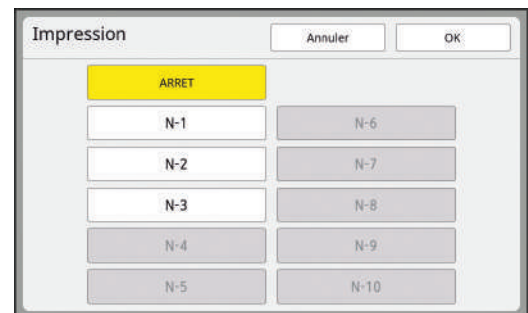 Impression Annuler OK
ARRET
N-1 N-6
N-2 N-7
N-3 N-8
N-4 N-9
N-5 N-10